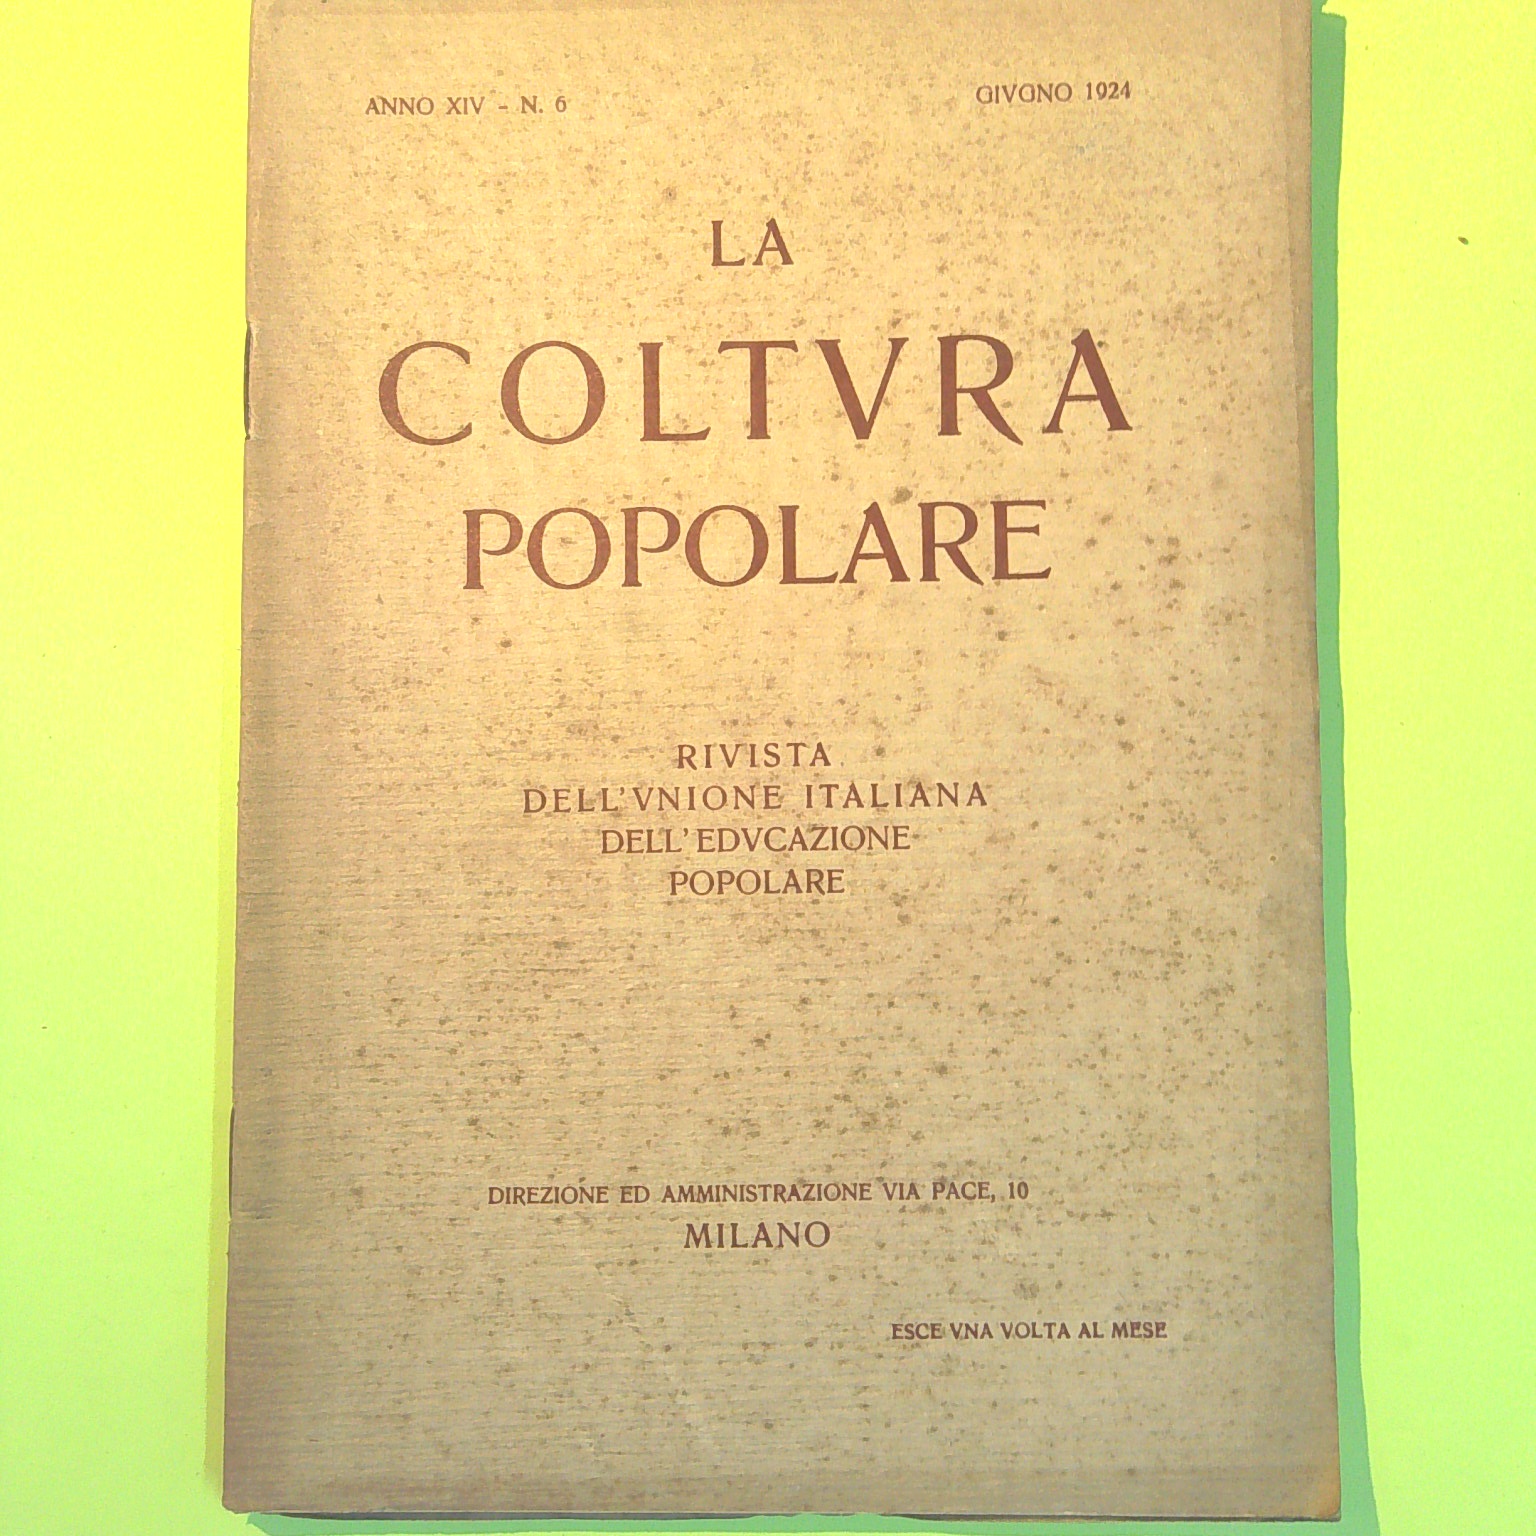 ANNO XIV - N. 6
GIVGNO 1924
LA
COLTVRA
POPOLARE
RIVISTA
DELL'VNIONE ITALIANA
DELL'EDVCAZIONE
POPOLARE
DIREZIONE ED AMMINISTRAZIONE VIA PACE, 10
MILANO
ESCE VNA VOLTA AL MESE